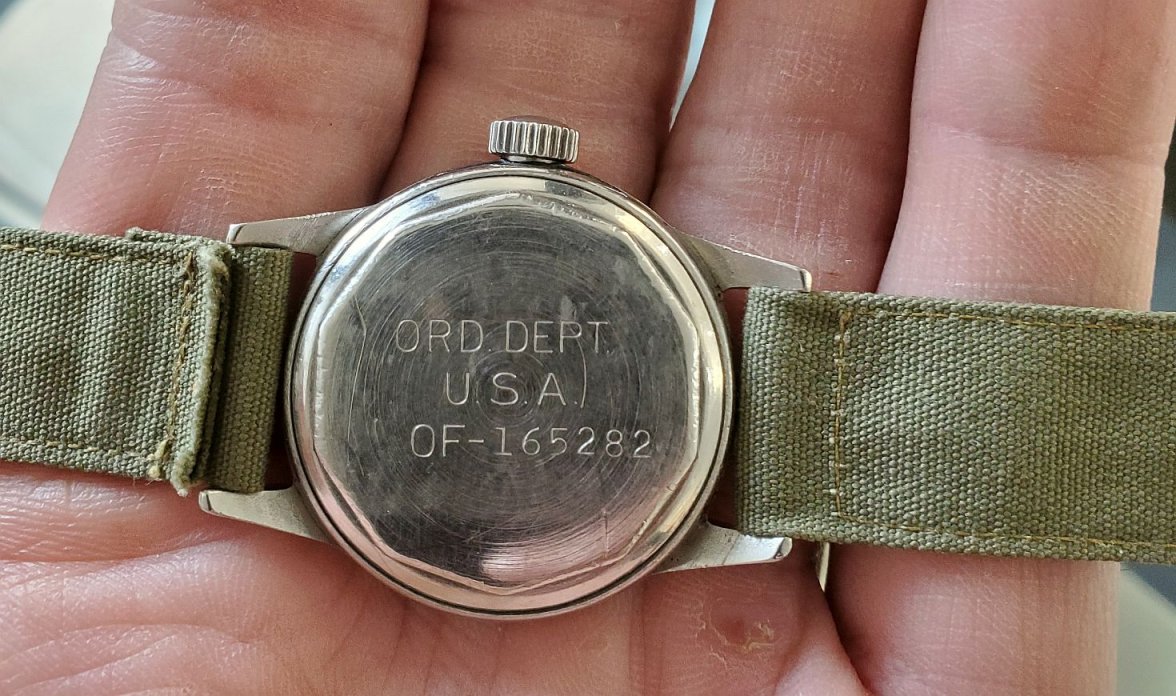 ORD. DEPT.
U.S.A.
OF-165282